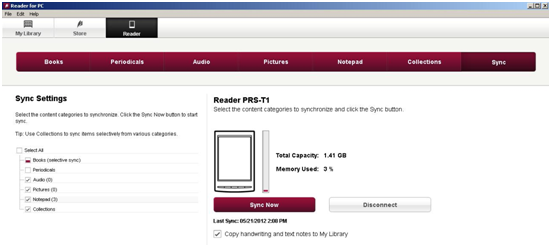 Reader for PC
File Edit Help
My Library Store Reader
Books Periodicals Audio Pictures Notepad Collections Sync
Sync Settings
Select the content categories to synchronize. Click the Sync Now button to start
sync.
Tip: Use Collections to sync items selectively from various categories.
Select All
Books (selective sync)
Periodicals
Audio (0)
Pictures (0)
Notepad (3)
Collections
Reader PRS-T1
Select the content categories to synchronize and click the Sync button.
Total Capacity: 1.41 GB
Memory Used: 3 %
Sync Now Disconnect
Last Sync: 05/21/2012 2:08 PM
Copy handwriting and text notes to My Library